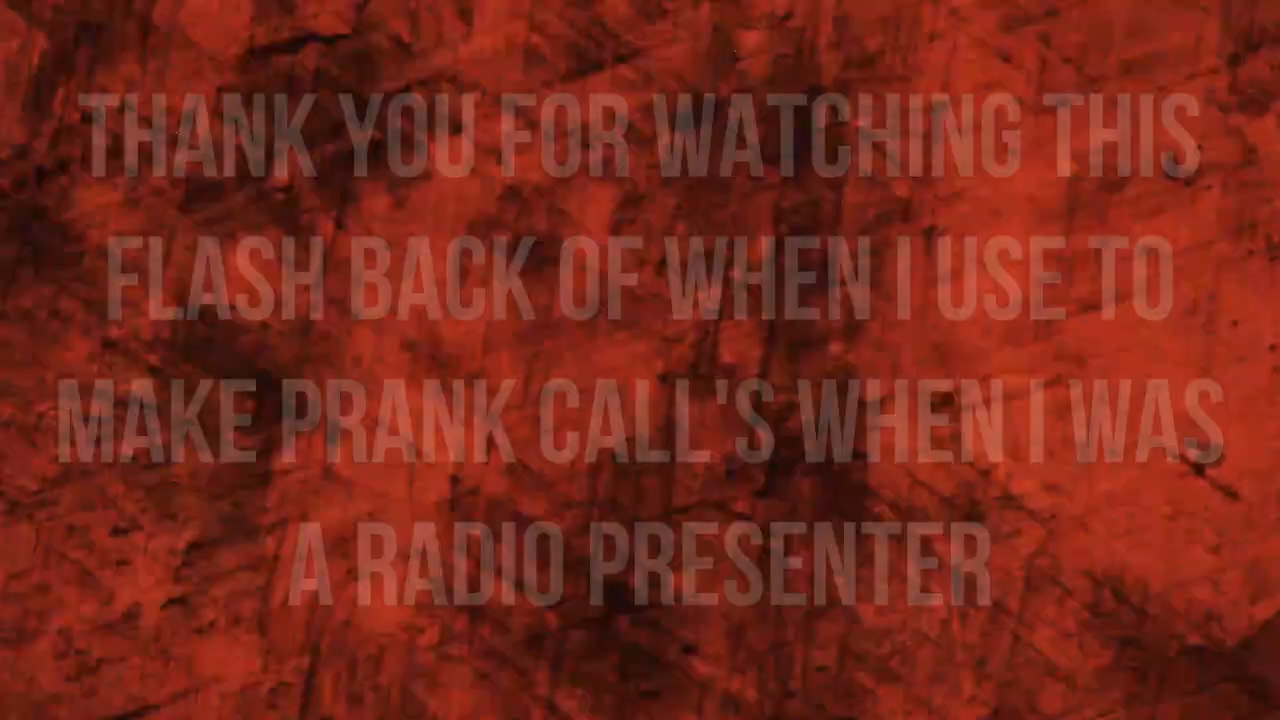 THANK YOU FOR WATCHING THIS
FLASH BACK OF WHEN I USE TO
MAKE PRANK CALL'S WHEN I WAS
A RADIO PRESENTER